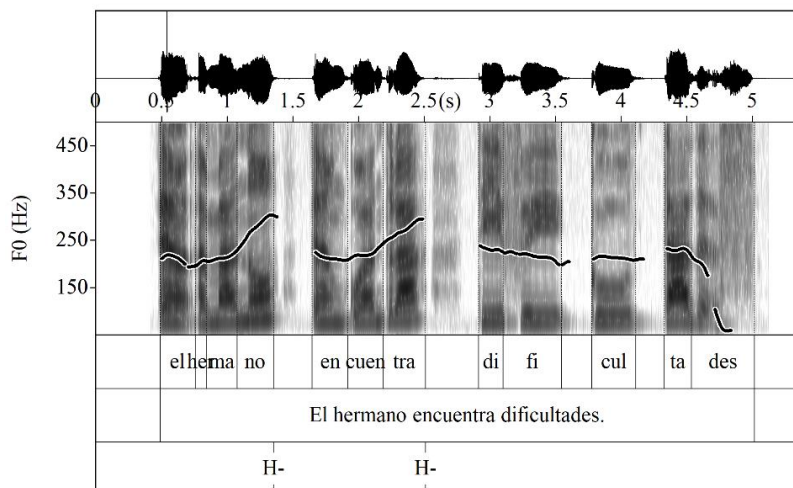 0 0.5 1 1.5 2 2.5 (s) 3 3.5 4 4.5 5
450
350
250
150
F0 (Hz)
el her ma no en cuen tra di fi cul ta des
El hermano encuentra dificultades.
H- H-